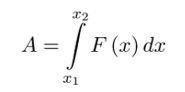 A = ∫_{x_1}^{x_2} F (x) dx